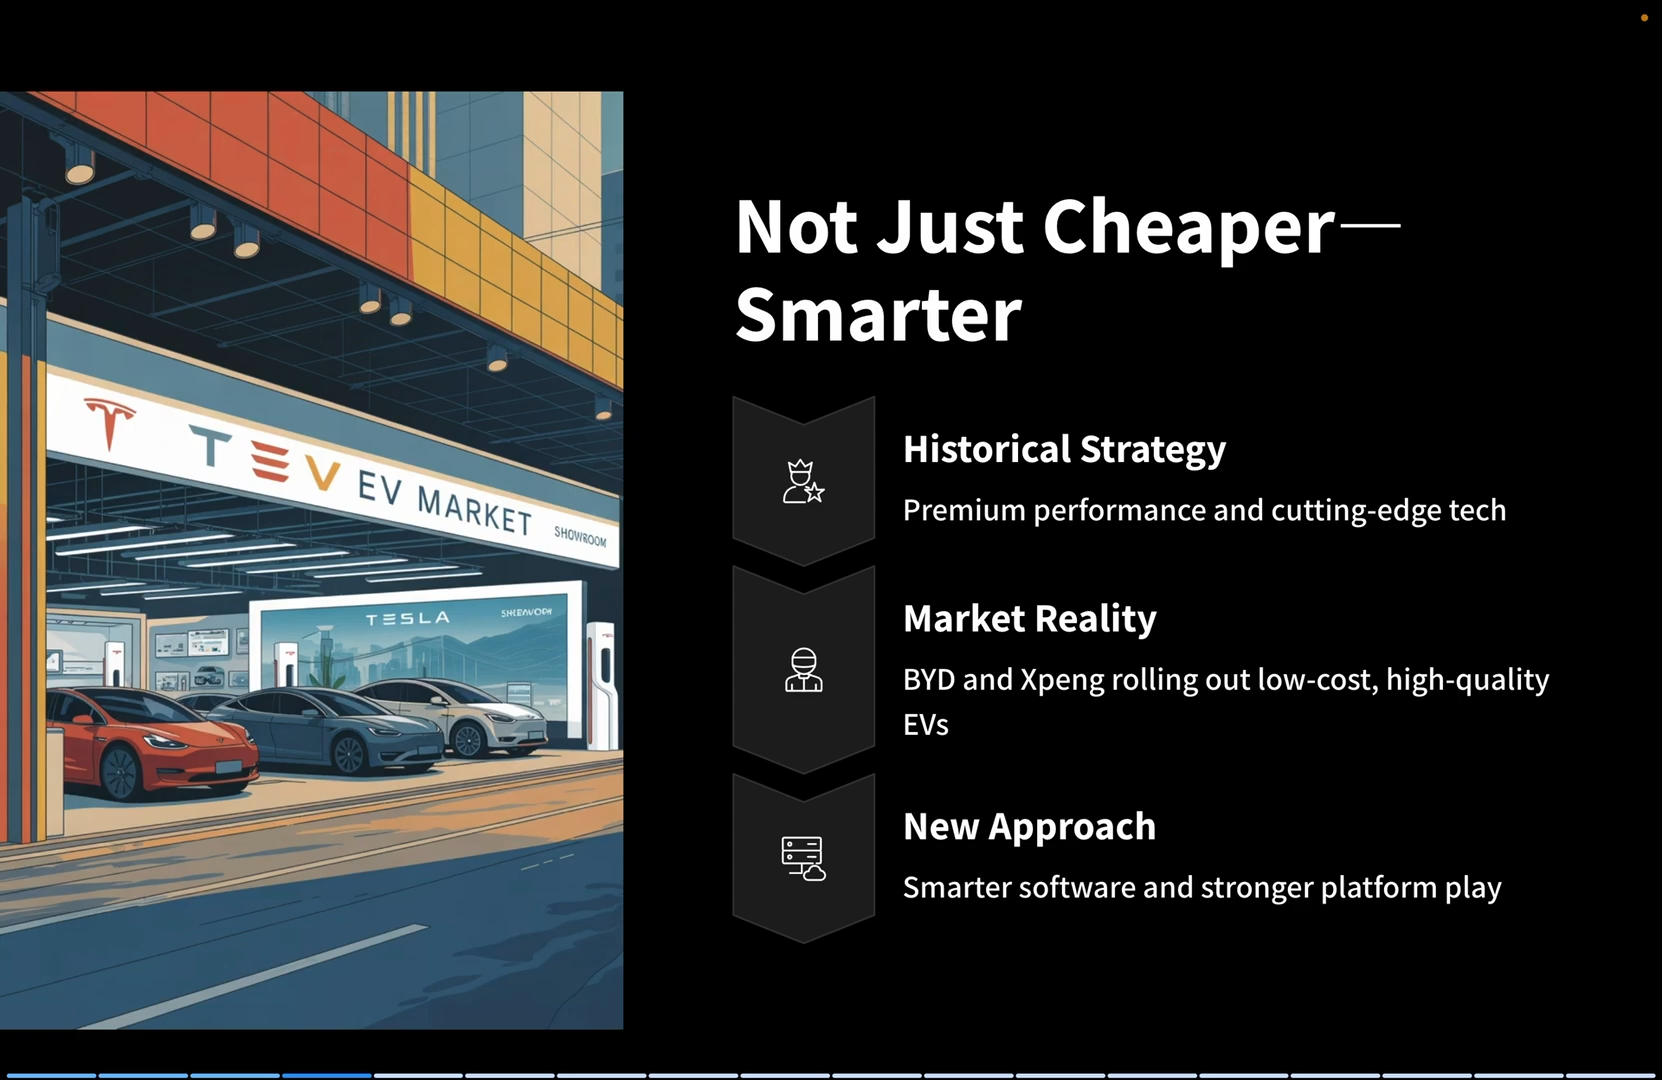 Not Just Cheaper—
Smarter
Historical Strategy
Premium performance and cutting-edge tech
Market Reality
BYD and Xpeng rolling out low-cost, high-quality
EVs
New Approach
Smarter software and stronger platform play
TEV EV MARKET
SHOWROOM
TESLA